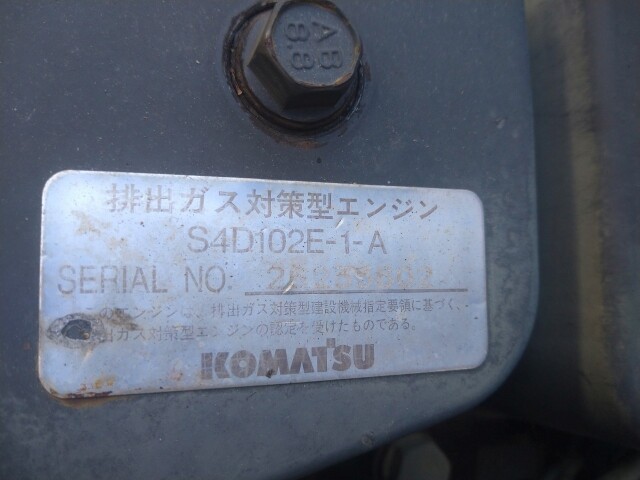 8.8
A
排出ガス対策型エンジン
S4D102E-1-A
SERIAL NO.
のエンジンは、排出ガス対策型建設機械指定要領に基づく、
出ガス対策型エンジンの認定を受けたものである。
KOMATSU